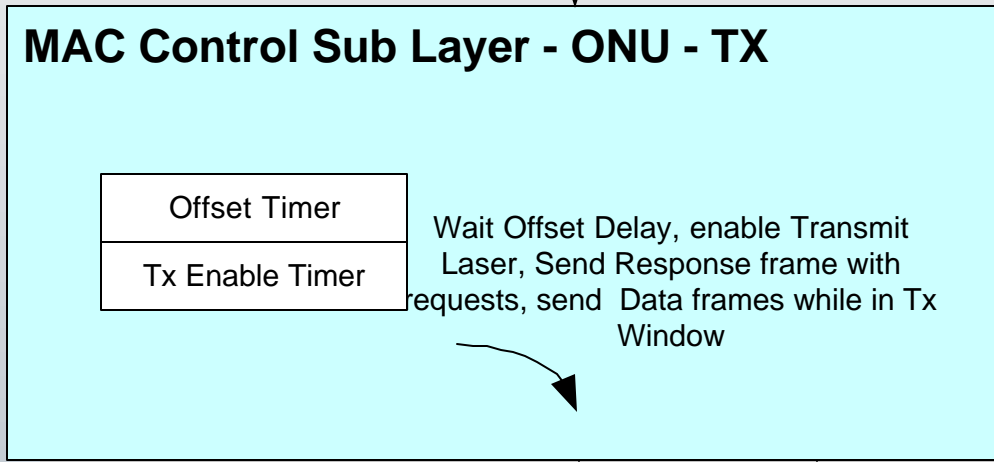 MAC Control Sub Layer - ONU - TX
Offset Timer
Tx Enable Timer
Wait Offset Delay, enable Transmit
Laser, Send Response frame with
requests, send Data frames while in Tx
Window